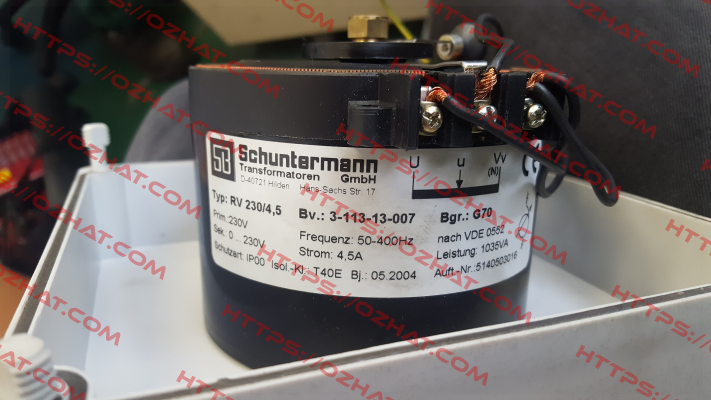 SB Schuntermann
Transformatoren GmbH
D-40721 Hilden Hans-Sachs Str. 17
U u W
(N)
Typ: RV 230/4,5 Bv.: 3-113-13-007 Bgr.: G70
Prim: 230V Frequenz: 50-400Hz nach VDE 0552
Sek.: 0 ... 230V Strom: 4,5A Leistung: 1035VA
Schutzart: IP00 Isol.-Kl.: T40E Bj.: 05.2004 Auft-Nr.: 5140503016
HTTPS://OZHAT.COM